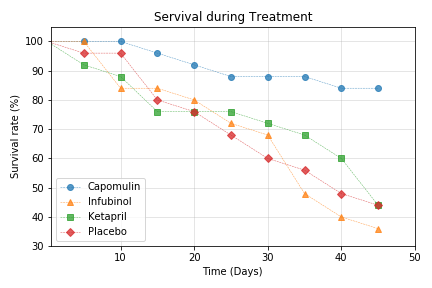 Servival during Treatment
Survival rate (%)
100
90
80
70
60
50
40
30
Capomulin
Infubinol
Ketapril
Placebo
10
20
30
40
50
Time (Days)